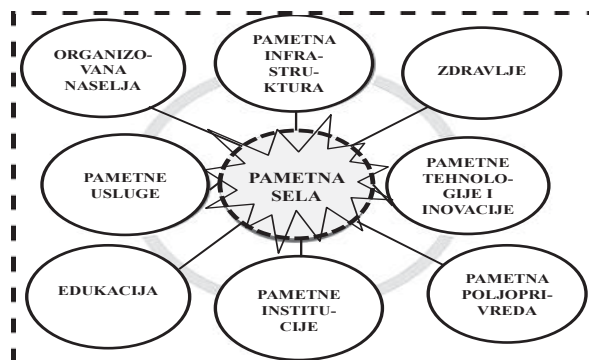 ORGANIZO-
VANA
NASELJA
PAMETNA
INFRA-
STRU-
KTURA
ZDRAVLJE
PAMETNE
USLUGE
PAMETNA
SELA
PAMETNE
TEHNOLO-
GIJE I
INOVACIJE
EDUKACIJA
PAMETNE
INSTITU-
CIJE
PAMETNA
POLJOPRI-
VREDA